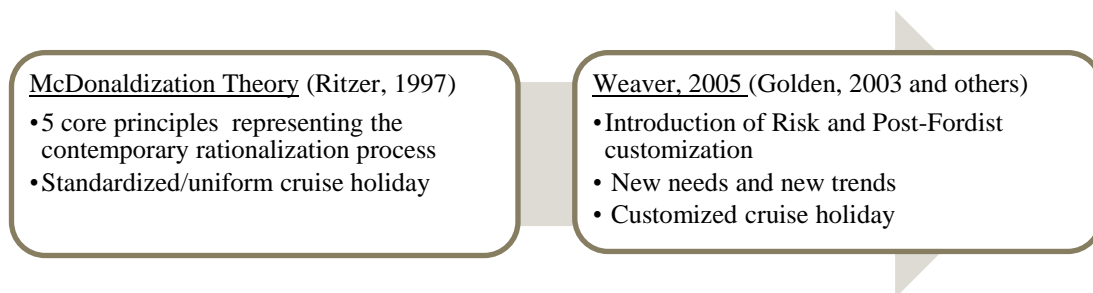 McDonaldization Theory (Ritzer, 1997)
•5 core principles representing the
contemporary rationalization process
•Standardized/uniform cruise holiday
Weaver, 2005 (Golden, 2003 and others)
•Introduction of Risk and Post-Fordist
customization
• New needs and new trends
• Customized cruise holiday